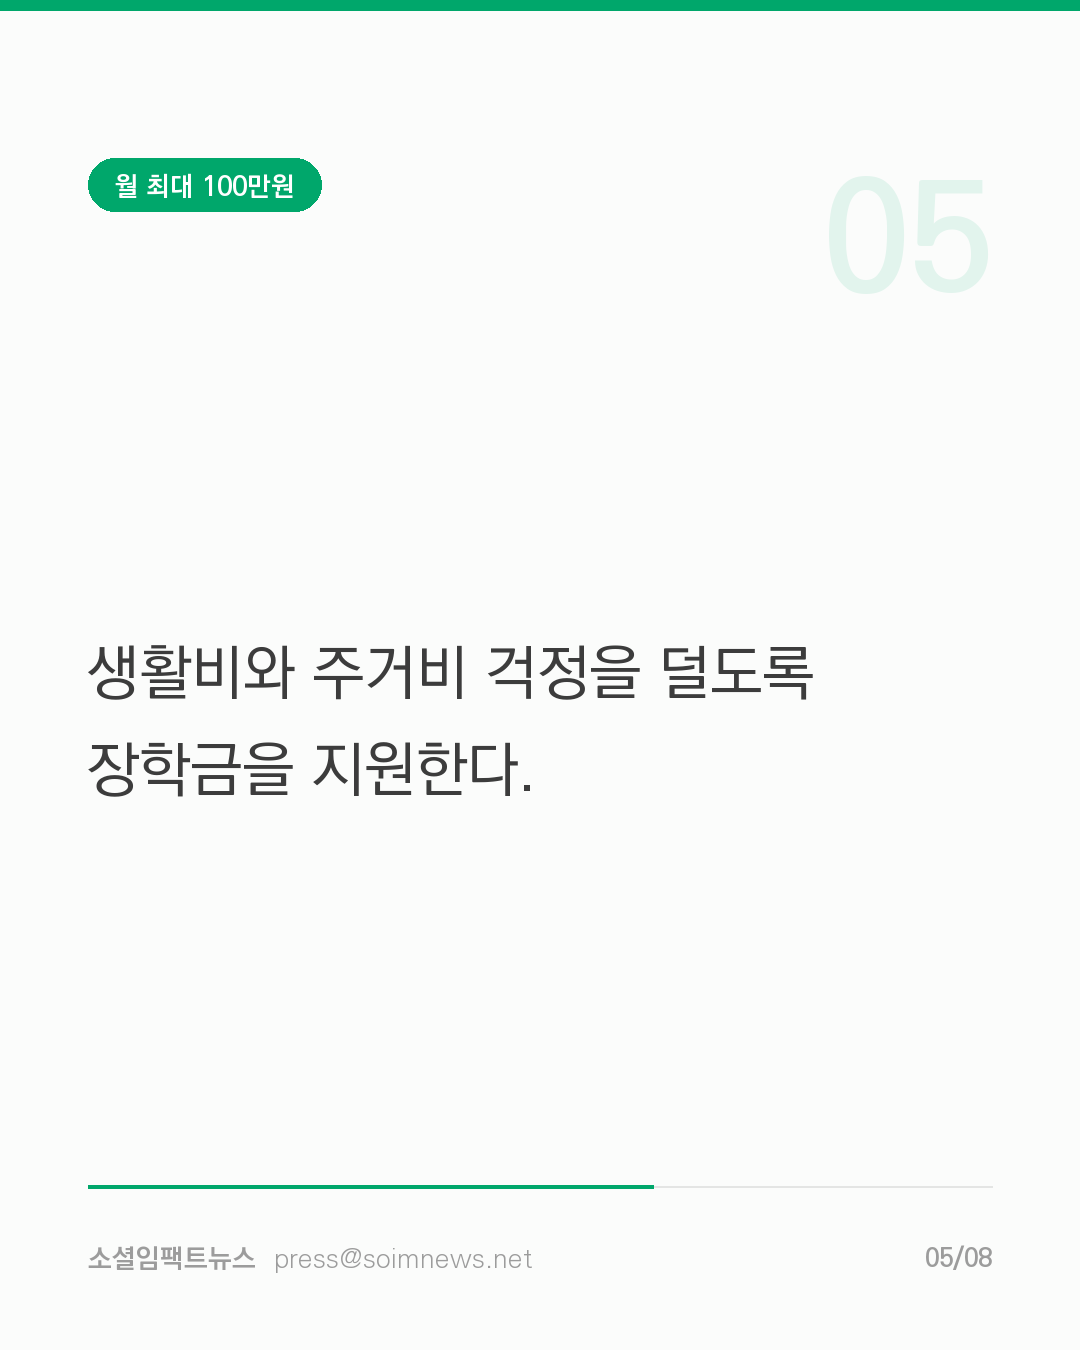 월 최대 100만원
05
생활비와 주거비 걱정을 덜도록
장학금을 지원한다.
소셜임팩트뉴스 press@soimnews.net
05/08